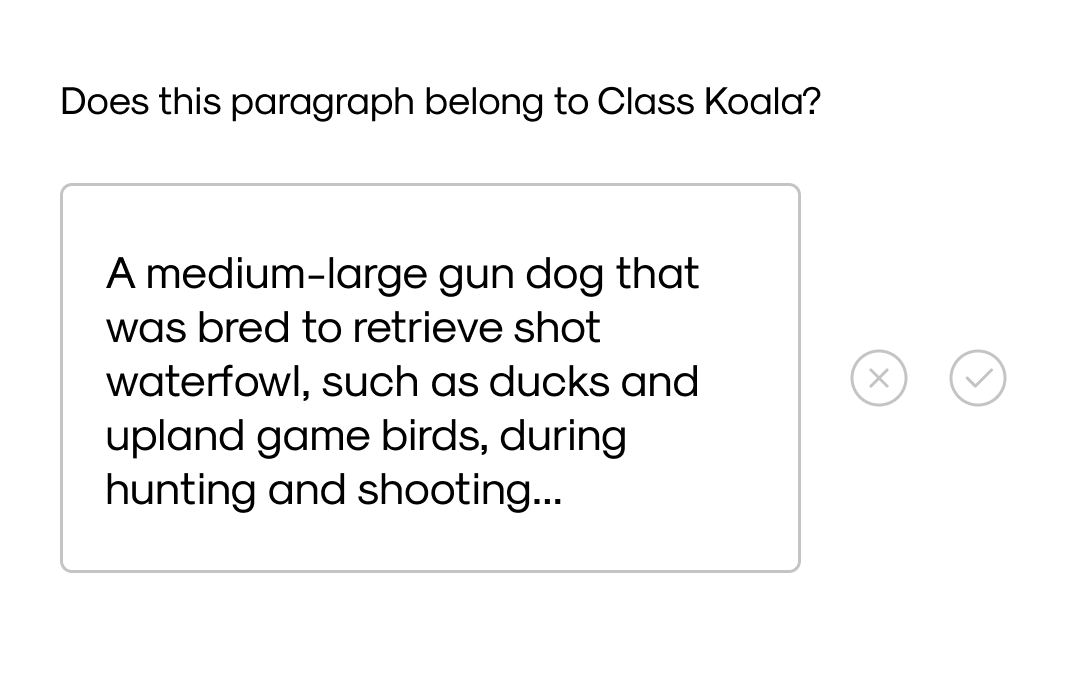 Does this paragraph belong to Class Koala?
A medium-large gun dog that
was bred to retrieve shot
waterfowl, such as ducks and
upland game birds, during
hunting and shooting...